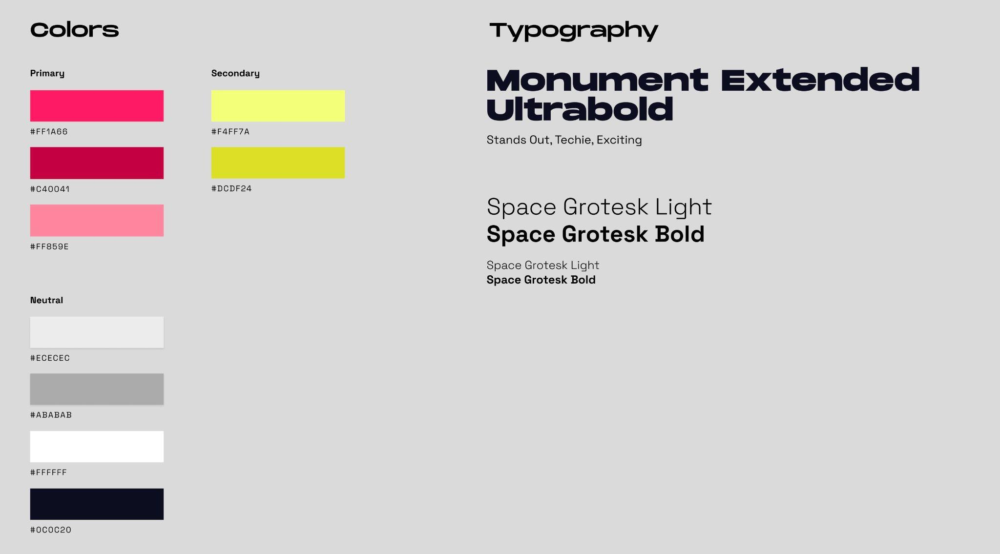 Colors
Primary
#FF1A66
#C40041
#FF859E
Secondary
#F4FF7A
#DCDF24
Neutral
#ECECEC
#ABABAB
#FFFFFF
#0C0C20
Typography
Monument Extended
Ultrabold
Stands Out, Techie, Exciting
Space Grotesk Light
Space Grotesk Bold
Space Grotesk Light
Space Grotesk Bold